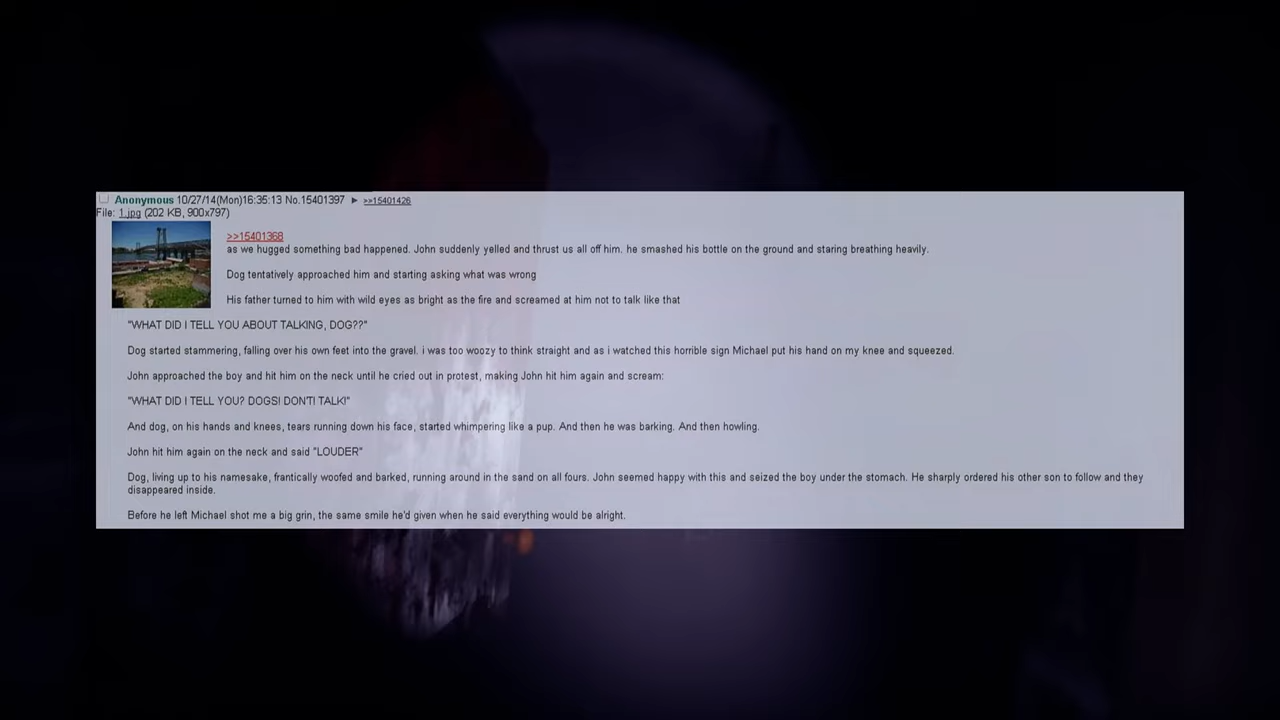 Anonymous 10/27/14(Mon)16:35:13 No.15401397 ▶ >>15401426
File: 1.jpg (202 KB, 900x797)
>>15401368
as we hugged something bad happened. John suddenly yelled and thrust us all off him. he smashed his bottle on the ground and staring breathing heavily.
Dog tentatively approached him and starting asking what was wrong
His father turned to him with wild eyes as bright as the fire and screamed at him not to talk like that
"WHAT DID I TELL YOU ABOUT TALKING, DOG??"
Dog started stammering, falling over his own feet into the gravel. i was too woozy to think straight and as i watched this horrible sign Michael put his hand on my knee and squeezed.
John approached the boy and hit him on the neck until he cried out in protest, making John hit him again and scream:
"WHAT DID I TELL YOU? DOGS! DON'T! TALK!"
And dog, on his hands and knees, tears running down his face, started whimpering like a pup. And then he was barking. And then howling.
John hit him again on the neck and said "LOUDER"
Dog, living up to his namesake, frantically woofed and barked, running around in the sand on all fours. John seemed happy with this and seized the boy under the stomach. He sharply ordered his other son to follow and they
disappeared inside.
Before he left Michael shot me a big grin, the same smile he'd given when he said everything would be alright.